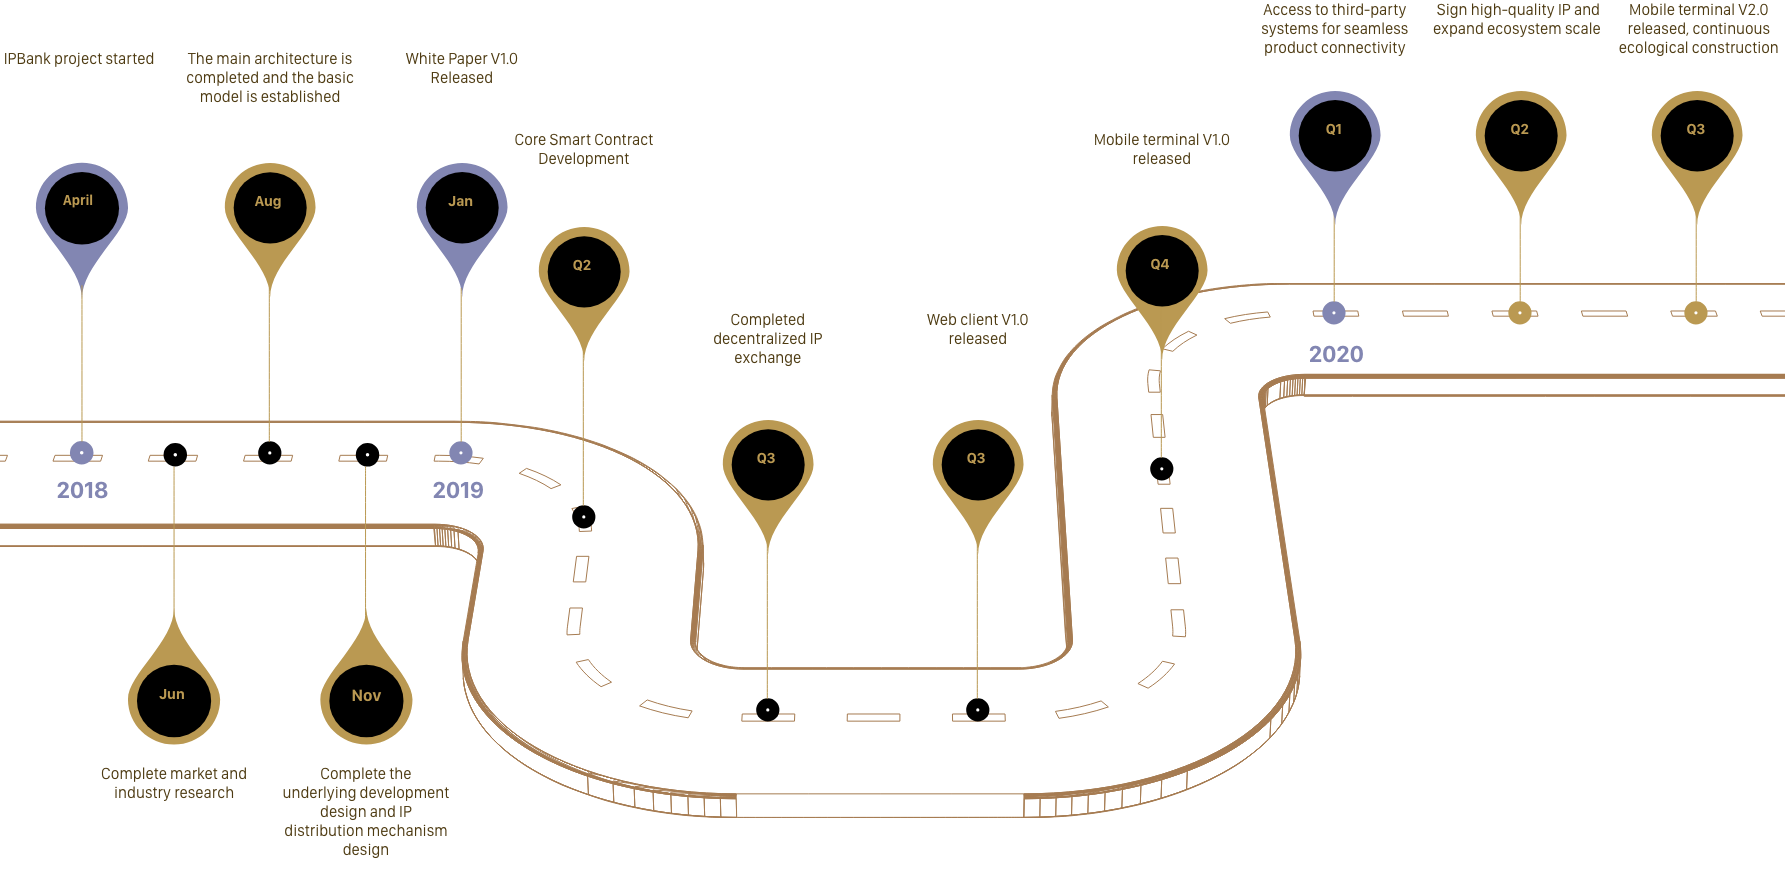 IPBank project started
April
2018
Jun
Complete market and
industry research
The main architecture is
completed and the basic
model is established
Aug
Nov
Complete the
underlying development
design and IP
distribution mechanism
design
White Paper V1.0
Released
Jan
2019
Core Smart Contract
Development
Q2
Completed
decentralized IP
exchange
Q3
Web client V1.0
released
Q3
Mobile terminal V1.0
released
Q4
Access to third-party
systems for seamless
product connectivity
Q1
2020
Sign high-quality IP and
expand ecosystem scale
Q2
Mobile terminal V2.0
released, continuous
ecological construction
Q3